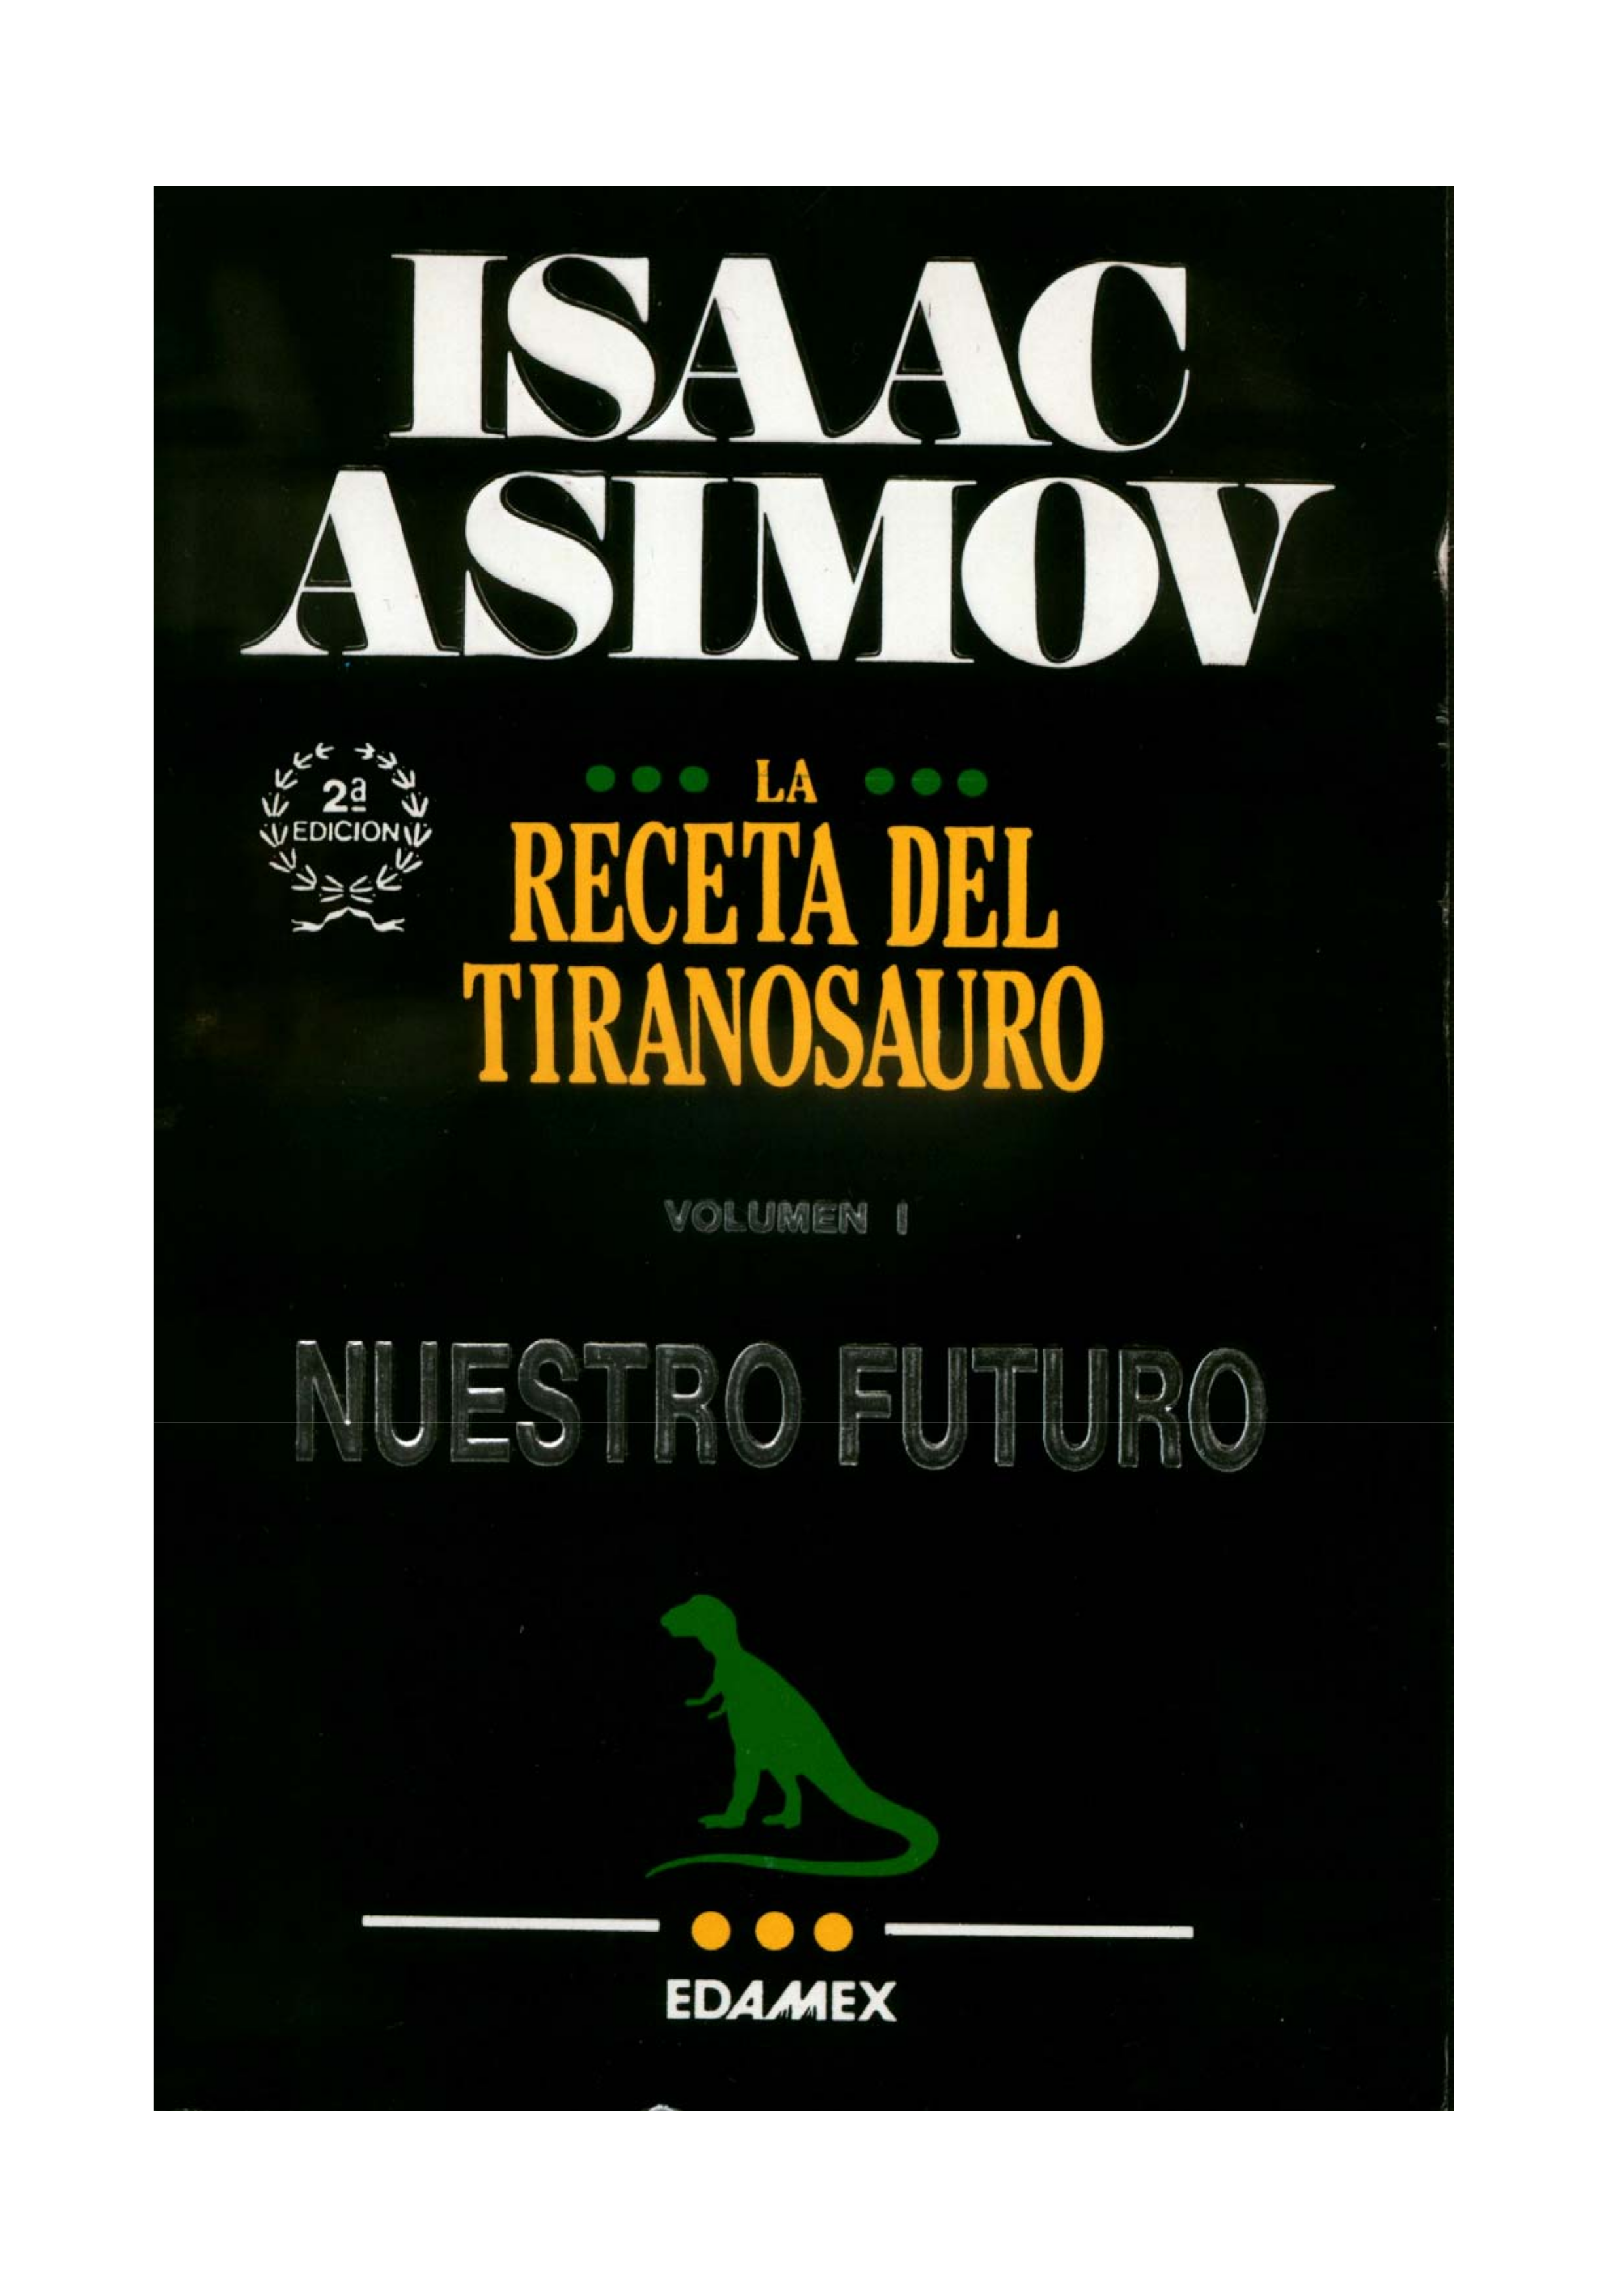 ISAAC
ASIMOV
2ª
EDICION
LA
RECETA DEL
TIRANOSAURO
VOLUMEN I
NUESTRO FUTURO
EDAMEX